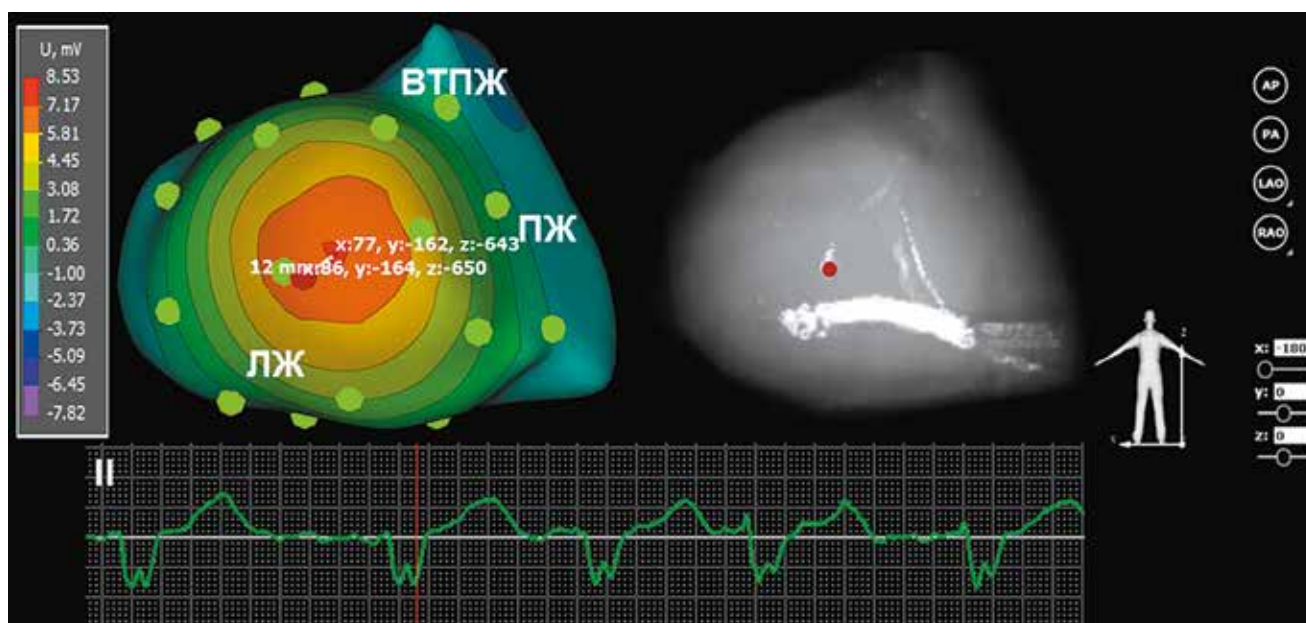 U, mV
8.53
7.17
5.81
4.45
3.08
1.72
0.36
-1.00
-2.37
-3.73
-5.09
-6.45
-7.82
ВТПЖ
ПЖ
x:77, y:-162, z:-643
12 mm x:86, y:-164, z:-650
ЛЖ
AP
PA
LAO
RAO
z
x: -180
y: 0
z: 0
II